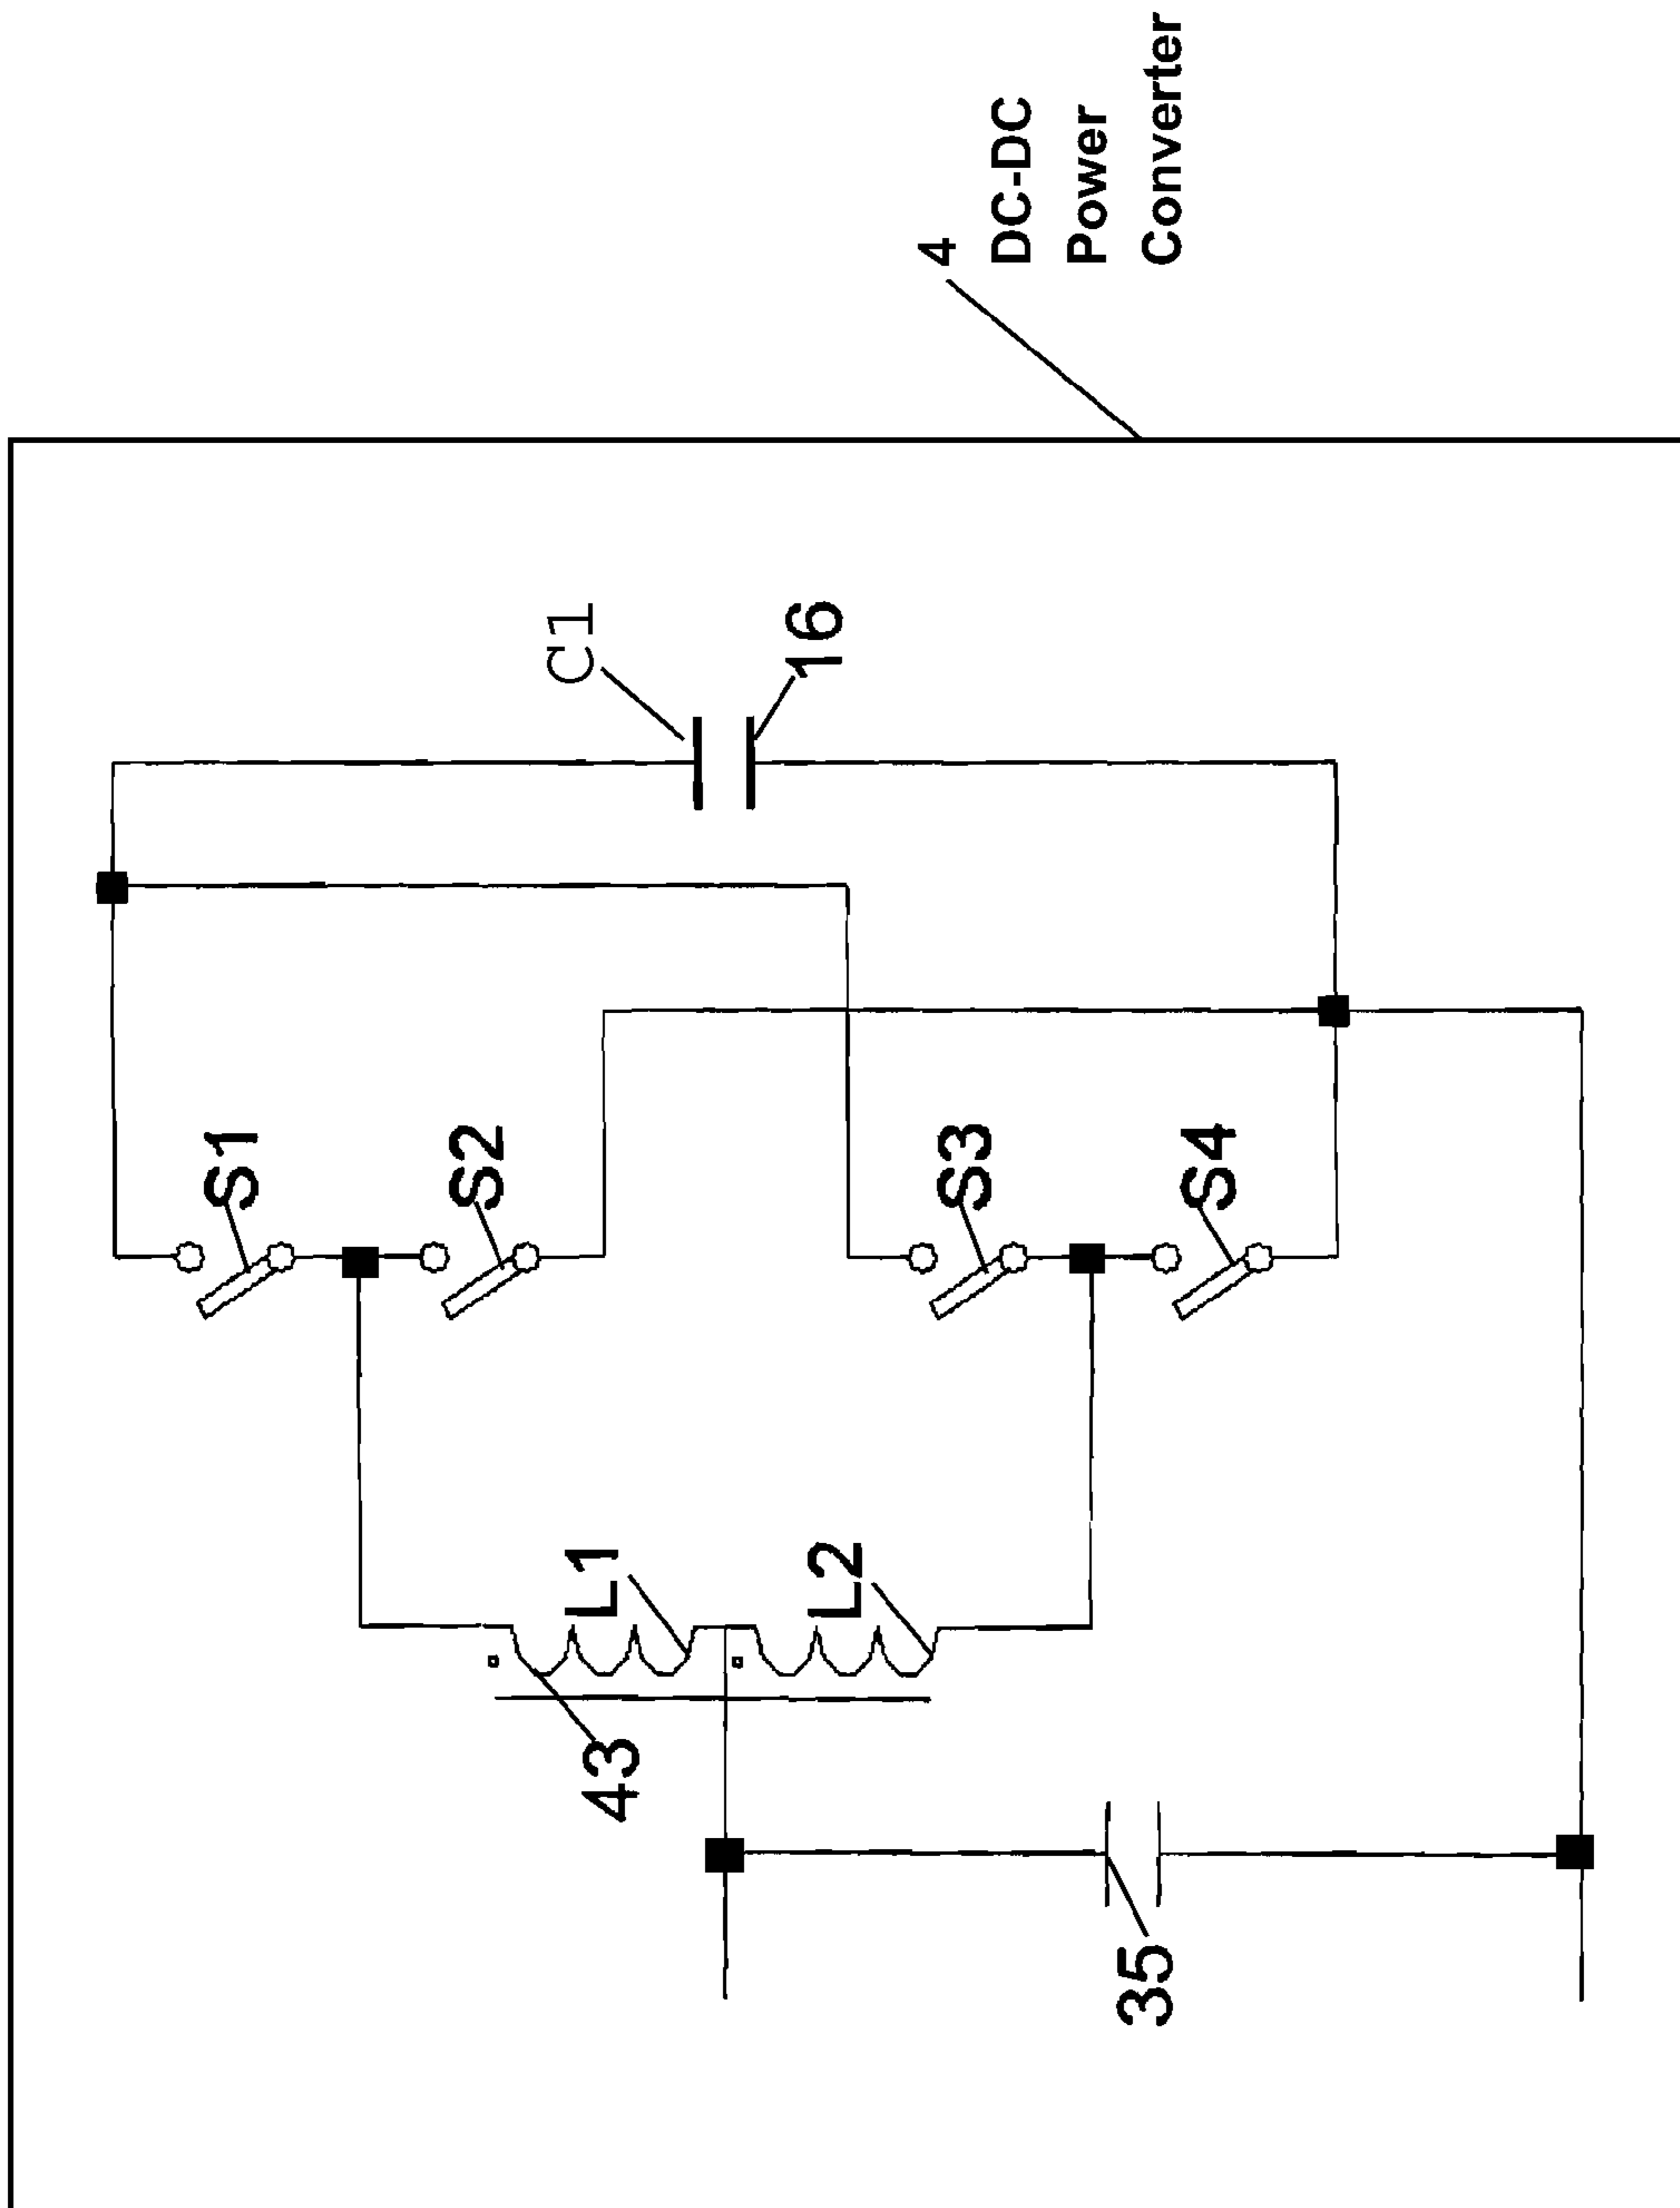 4
DC-DC
Power
Converter
C1
16
S1
S2
S3
S4
L1
L2
43
35